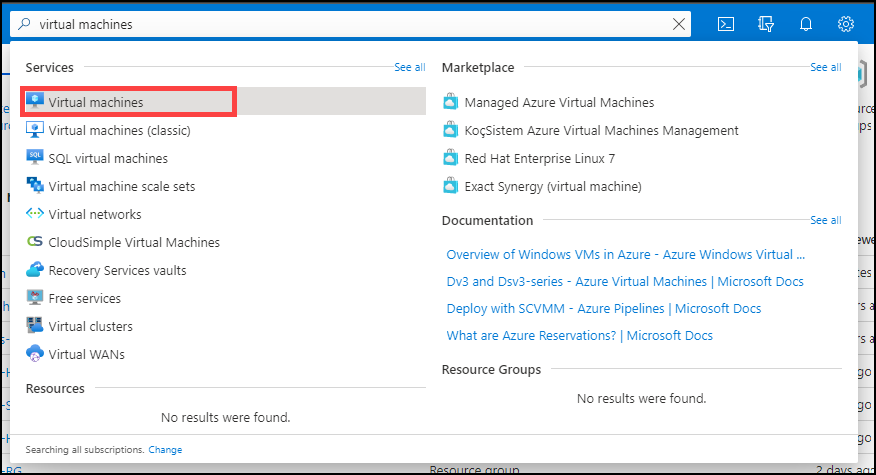 virtual machines
Services
See all
Virtual machines
Virtual machines (classic)
SQL
SQL virtual machines
Virtual machine scale sets
Virtual networks
CS
CloudSimple Virtual Machines
Recovery Services vaults
Free services
Virtual clusters
Virtual WANs
Resources
No results were found.
Marketplace
See all
Managed Azure Virtual Machines
KoçSistem Azure Virtual Machines Management
Red Hat Enterprise Linux 7
Exact Synergy (virtual machine)
Documentation
See all
Overview of Windows VMs in Azure - Azure Windows Virtual ...
Dv3 and Dsv3-series - Azure Virtual Machines | Microsoft Docs
Deploy with SCVMM - Azure Pipelines | Microsoft Docs
What are Azure Reservations? | Microsoft Docs
Resource Groups
No results were found.
Searching all subscriptions. Change
-RG
Resource group
2 days ago